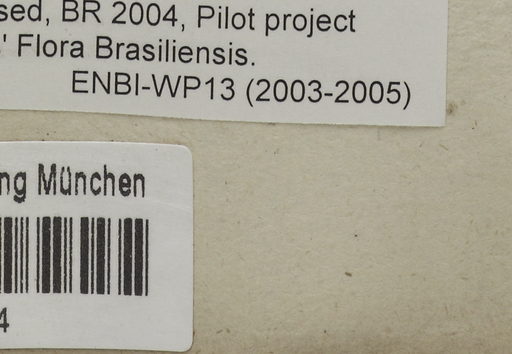 sed, BR 2004, Pilot project
' Flora Brasiliensis.
ENBI-WP13 (2003-2005)
ng München
4